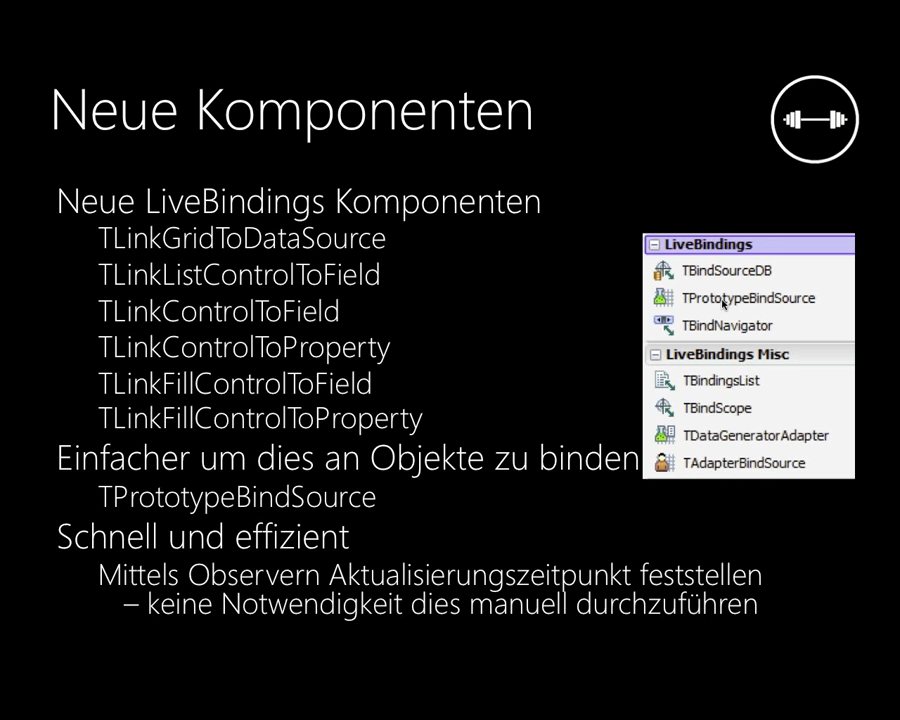 Neue Komponenten
Neue LiveBindings Komponenten
TLinkGridToDataSource
TLinkListControlToField
TLinkControlToField
TLinkControlToProperty
TLinkFillControlToField
TLinkFillControlToProperty
Einfacher um dies an Objekte zu binden
TPrototypeBindSource
Schnell und effizient
Mittels Observern Aktualisierungszeitpunkt feststellen
– keine Notwendigkeit dies manuell durchzuführen
LiveBindings
TBindSourceDB
TPrototypeBindSource
TBindNavigator
LiveBindings Misc
TBindingsList
TBindScope
TDataGeneratorAdapter
TAdapterBindSource